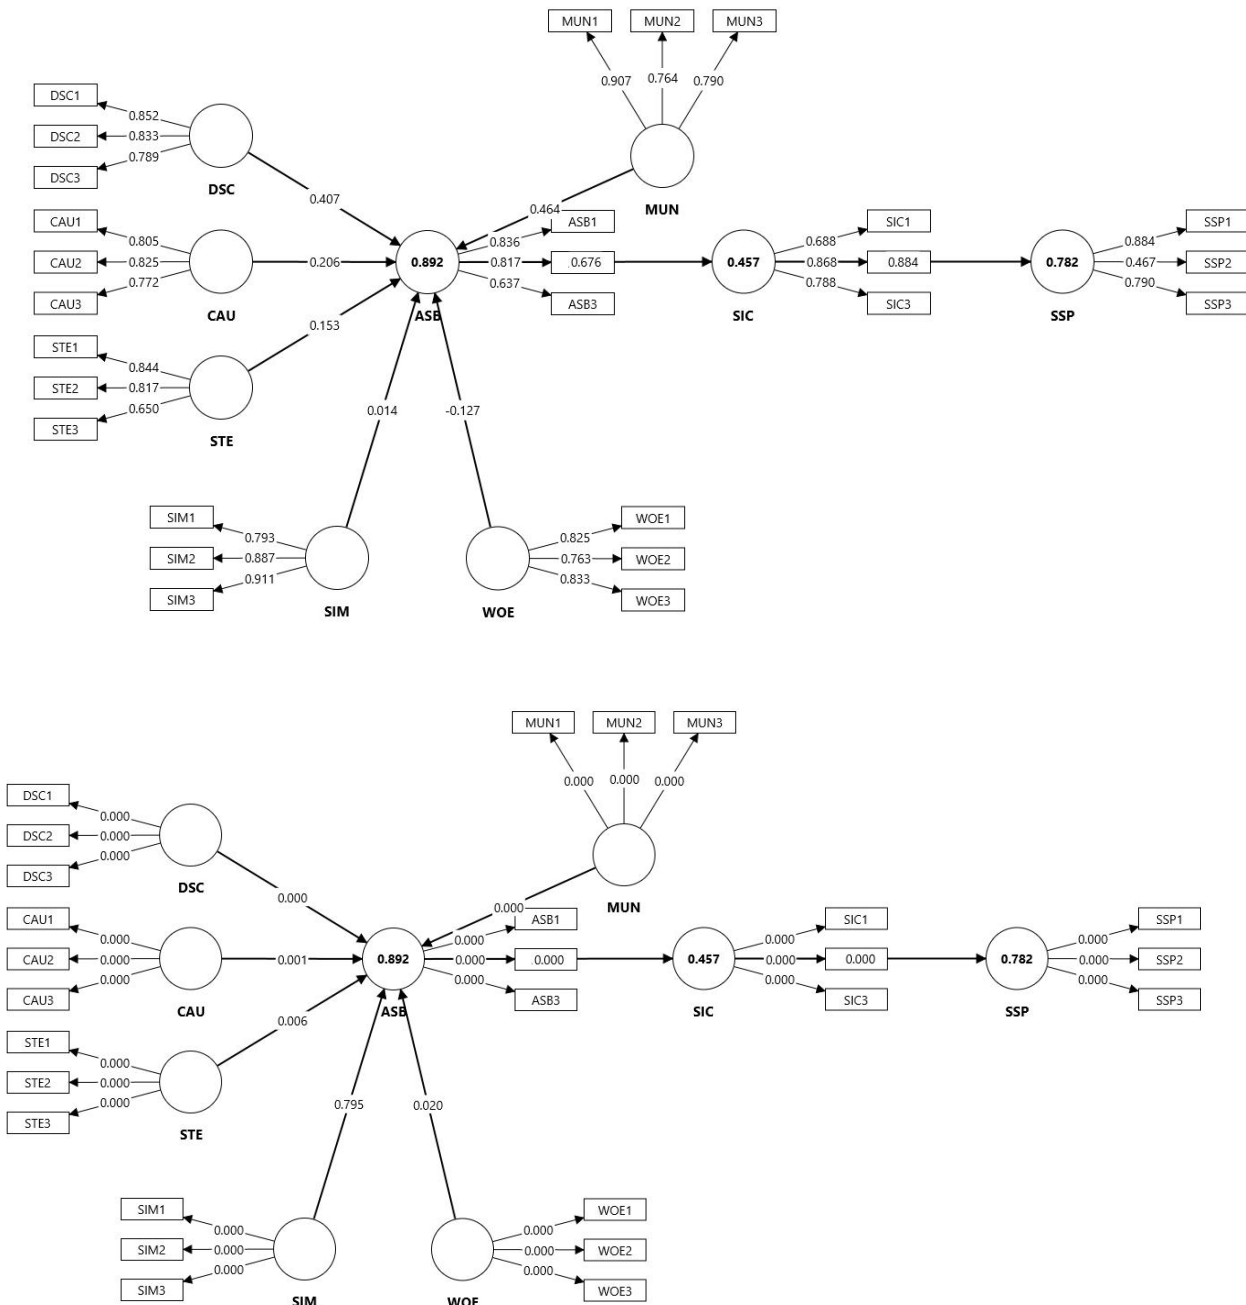 MUN1 MUN2 MUN3
0.907 0.764 0.790
MUN
DSC1
DSC2
DSC3
0.852
0.833
0.789
DSC
0.407
0.464
CAU1
CAU2
CAU3
0.805
0.825
0.772
CAU
0.206
STE1
STE2
STE3
0.844
0.817
0.650
STE
0.153
0.892
ASB
0.836
0.817
0.637
ASB1
0.676
ASB3
0.457
SIC
0.688
0.868
0.788
SIC1
0.884
SIC3
0.782
SSP
0.884
0.467
0.790
SSP1
SSP2
SSP3
0.014
-0.127
SIM1
SIM2
SIM3
0.793
0.887
0.911
SIM
WOE
0.825
0.763
0.833
WOE1
WOE2
WOE3
MUN1 MUN2 MUN3
0.000 0.000 0.000
MUN
DSC1
DSC2
DSC3
0.000
0.000
0.000
DSC
0.000
0.000
CAU1
CAU2
CAU3
0.000
0.000
0.000
CAU
0.001
STE1
STE2
STE3
0.000
0.000
0.000
STE
0.006
0.892
ASB
0.000
0.000
0.000
ASB1
0.000
ASB3
0.457
SIC
0.000
0.000
0.000
SIC1
0.000
SIC3
0.782
SSP
0.000
0.000
0.000
SSP1
SSP2
SSP3
0.795
0.020
SIM1
SIM2
SIM3
0.000
0.000
0.000
SIM
WOE
0.000
0.000
0.000
WOE1
WOE2
WOE3